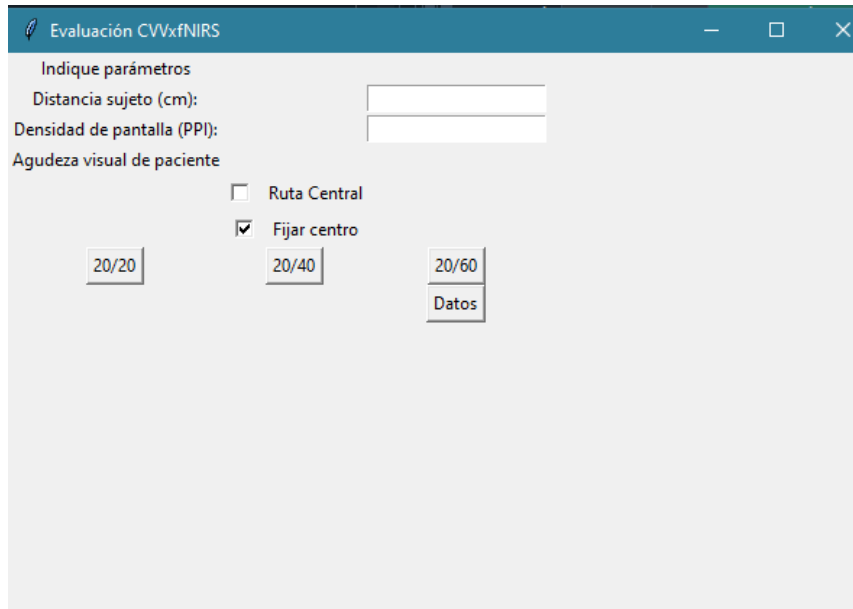 Evaluación CVVxfNIRS
Indique parámetros
Distancia sujeto (cm):
Densidad de pantalla (PPI):
Agudeza visual de paciente
Ruta Central
Fijar centro
20/20 20/40 20/60
Datos